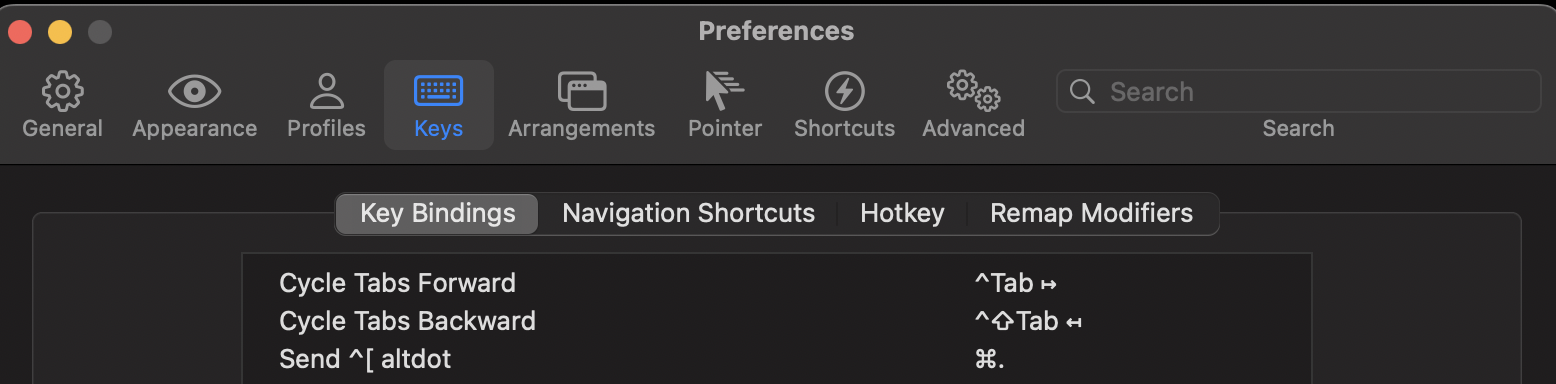 Preferences
General Appearance Profiles Keys Arrangements Pointer Shortcuts Advanced Search
Search
Key Bindings Navigation Shortcuts Hotkey Remap Modifiers
Cycle Tabs Forward ^Tab ↦
Cycle Tabs Backward ^⇧Tab ↤
Send ^[ altdot ⌘.